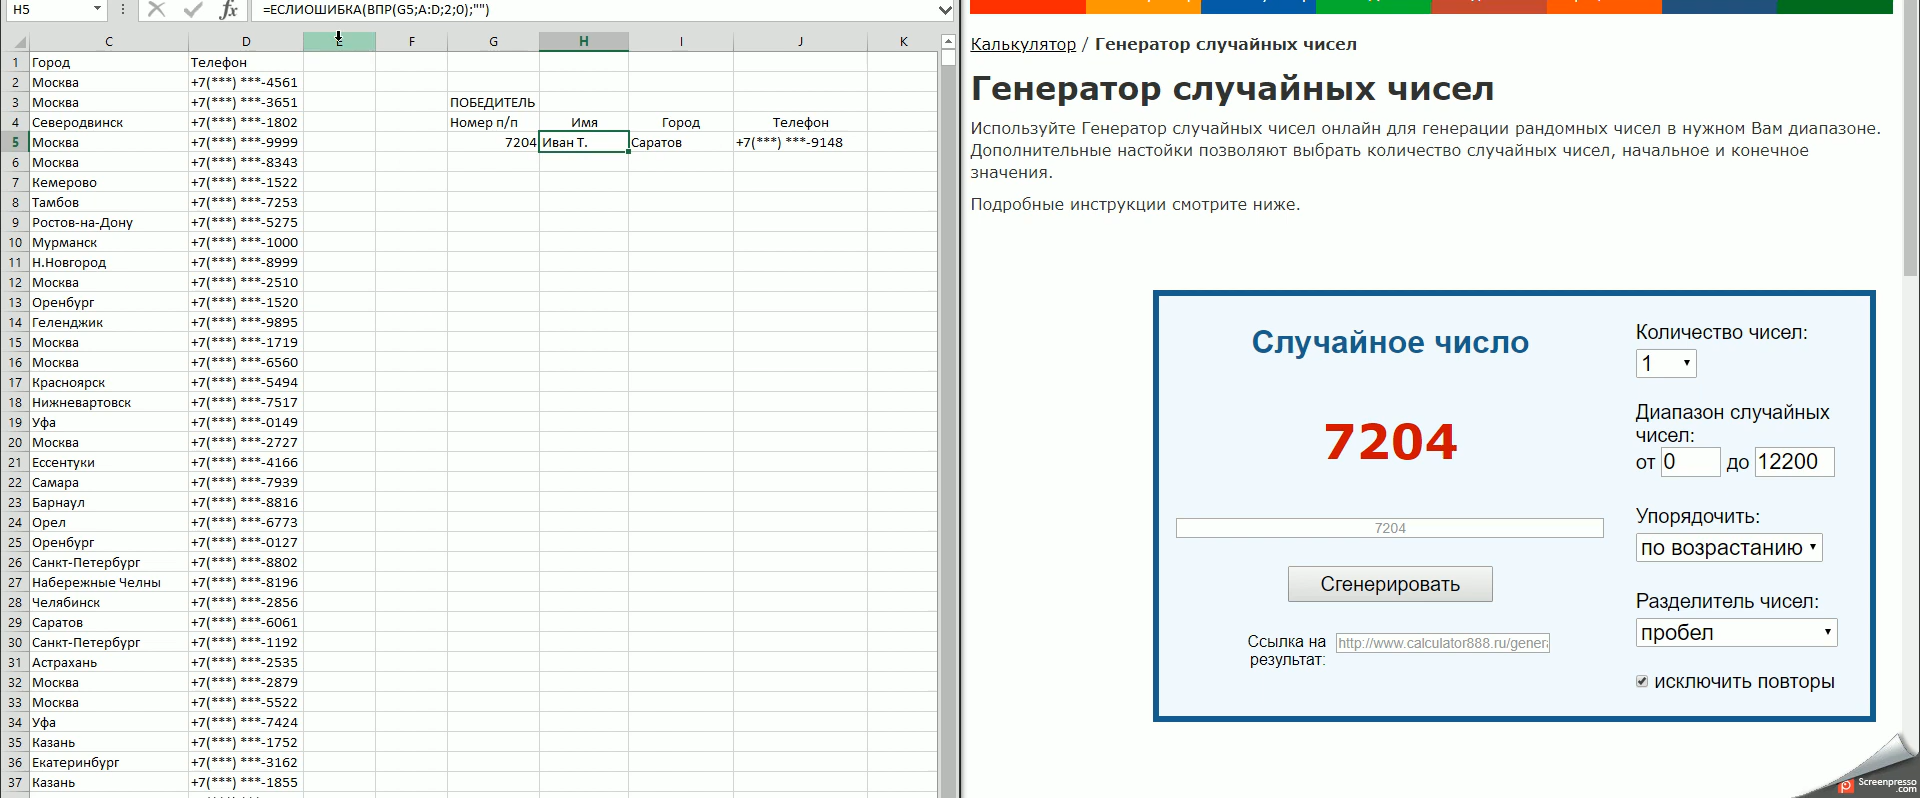 H5 =ЕСЛИОШИБКА(ВПР(G5;A:D;2;0);"")
C D E F G H I J K
1 Город Телефон
2 Москва +7(***) ***-4561
3 Москва +7(***) ***-3651 ПОБЕДИТЕЛЬ
4 Северодвинск +7(***) ***-1802 Номер п/п Имя Город Телефон
5 Москва +7(***) ***-9999 7204 Иван Т. Саратов +7(***) ***-9148
6 Москва +7(***) ***-8343
7 Кемерово +7(***) ***-1522
8 Тамбов +7(***) ***-7253
9 Ростов-на-Дону +7(***) ***-5275
10 Мурманск +7(***) ***-1000
11 Н.Новгород +7(***) ***-8999
12 Москва +7(***) ***-2510
13 Оренбург +7(***) ***-1520
14 Геленджик +7(***) ***-9895
15 Москва +7(***) ***-1719
16 Москва +7(***) ***-6560
17 Красноярск +7(***) ***-5494
18 Нижневартовск +7(***) ***-7517
19 Уфа +7(***) ***-0149
20 Москва +7(***) ***-2727
21 Ессентуки +7(***) ***-4166
22 Самара +7(***) ***-7939
23 Барнаул +7(***) ***-8816
24 Орел +7(***) ***-6773
25 Оренбург +7(***) ***-0127
26 Санкт-Петербург +7(***) ***-8802
27 Набережные Челны +7(***) ***-8196
28 Челябинск +7(***) ***-2856
29 Саратов +7(***) ***-6061
30 Санкт-Петербург +7(***) ***-1192
31 Астрахань +7(***) ***-2535
32 Москва +7(***) ***-2879
33 Москва +7(***) ***-5522
34 Уфа +7(***) ***-7424
35 Казань +7(***) ***-1752
36 Екатеринбург +7(***) ***-3162
37 Казань +7(***) ***-1855
Калькулятор / Генератор случайных чисел
Генератор случайных чисел
Используйте Генератор случайных чисел онлайн для генерации рандомных чисел в нужном Вам диапазоне.
Дополнительные настойки позволяют выбрать количество случайных чисел, начальное и конечное
значения.
Подробные инструкции смотрите ниже.
Случайное число
7204
7204
Сгенерировать
Ссылка на
результат:
http://www.calculator888.ru/gener
Количество чисел:
1
Диапазон случайных
чисел:
от 0 до 12200
Упорядочить:
по возрастанию
Разделитель чисел:
пробел
исключить повторы
Screenpresso
.com